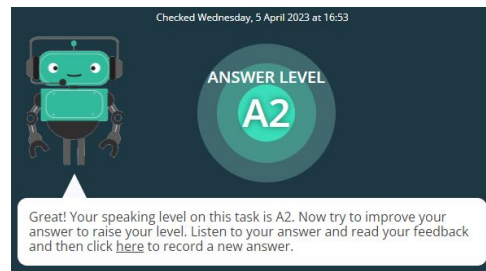 Checked Wednesday, 5 April 2023 at 16:53
ANSWER LEVEL
A2
Great! Your speaking level on this task is A2. Now try to improve your
answer to raise your level. Listen to your answer and read your feedback
and then click here to record a new answer.